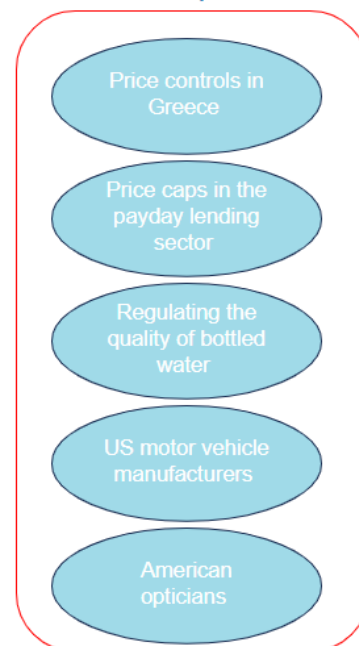 Price controls in
Greece
Price caps in the
payday lending
sector
Regulating the
quality of bottled
water
US motor vehicle
manufacturers
American
opticians